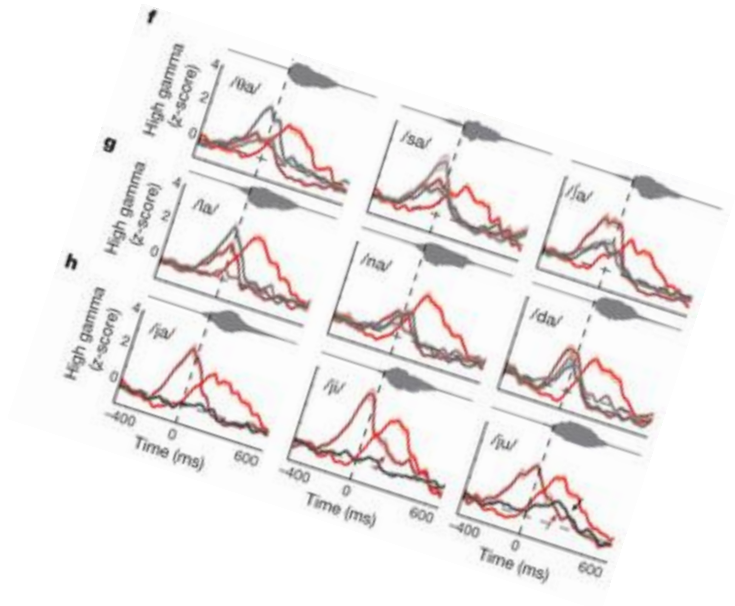 f
High gamma
(z-score)
4
2
0
/θa/
/sa/
/ʃa/
g
High gamma
(z-score)
4
2
0
/la/
/na/
/da/
h
High gamma
(z-score)
4
2
0
/ja/
/ji/
/ju/
–400
0
600
Time (ms)
–400
0
600
Time (ms)
–400
0
600
Time (ms)